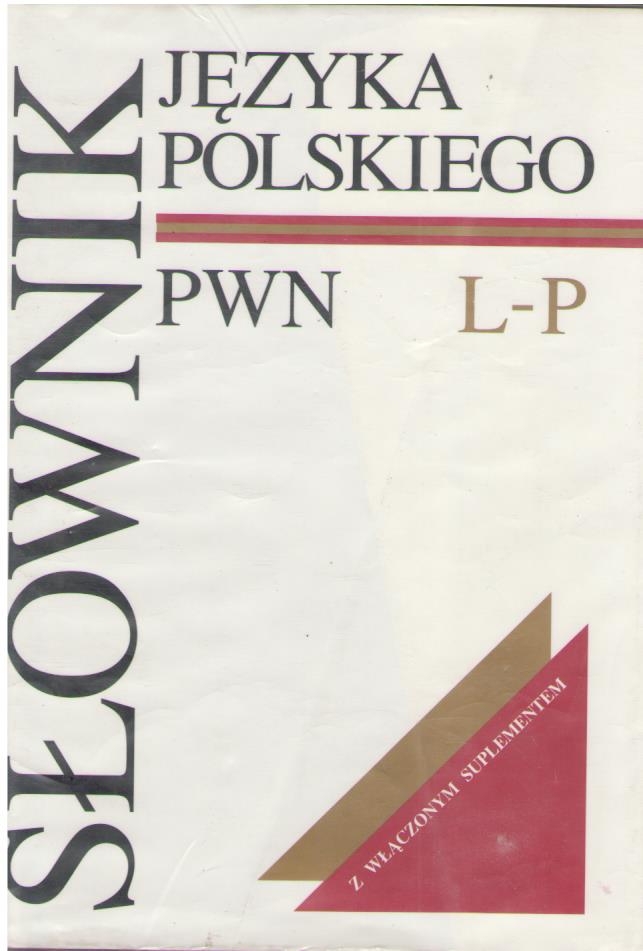 SŁOWNIK
JĘZYKA
POLSKIEGO
PWN L-P
Z WŁĄCZONYM SUPLEMENTEM